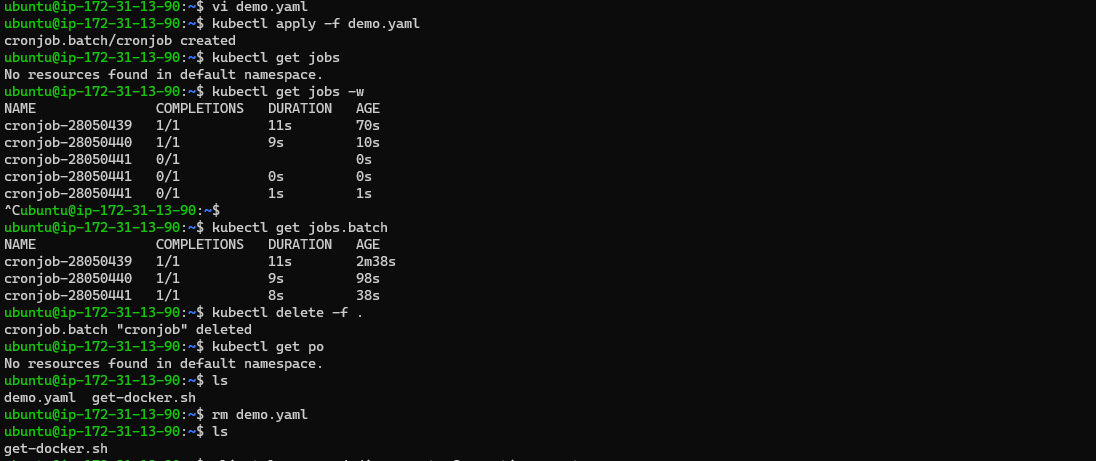 ubuntu@ip-172-31-13-90:~$ vi demo.yaml
ubuntu@ip-172-31-13-90:~$ kubectl apply -f demo.yaml
cronjob.batch/cronjob created
ubuntu@ip-172-31-13-90:~$ kubectl get jobs
No resources found in default namespace.
ubuntu@ip-172-31-13-90:~$ kubectl get jobs -w
NAME               COMPLETIONS   DURATION   AGE
cronjob-28050439   1/1           11s        70s
cronjob-28050440   1/1           9s         10s
cronjob-28050441   0/1                      0s
cronjob-28050441   0/1           0s         0s
cronjob-28050441   0/1           1s         1s
^Cubuntu@ip-172-31-13-90:~$
ubuntu@ip-172-31-13-90:~$ kubectl get jobs.batch
NAME               COMPLETIONS   DURATION   AGE
cronjob-28050439   1/1           11s        2m38s
cronjob-28050440   1/1           9s         98s
cronjob-28050441   1/1           8s         38s
ubuntu@ip-172-31-13-90:~$ kubectl delete -f .
cronjob.batch "cronjob" deleted
ubuntu@ip-172-31-13-90:~$ kubectl get po
No resources found in default namespace.
ubuntu@ip-172-31-13-90:~$ ls
demo.yaml  get-docker.sh
ubuntu@ip-172-31-13-90:~$ rm demo.yaml
ubuntu@ip-172-31-13-90:~$ ls
get-docker.sh